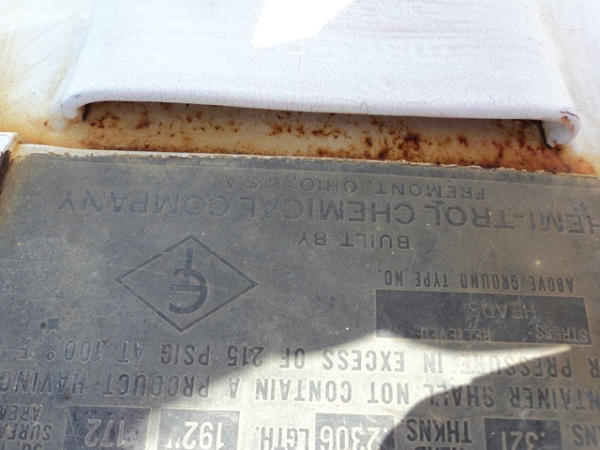 THKNS.
AREA
NS. .321 .2306 LGTH. 192" SURFA 172
NTAINER SHALL NOT CONTAIN A PRODUCT HAVING
R PRESSURE IN EXCESS OF 215 PSIG AT 100° F
STRESS RELIEVED
HEADS
ABOVE GROUND TYPE NO.
BUILT BY
HEMI-TROL CHEMICAL COMPANY
FREMONT, OHIO, U.S.A.